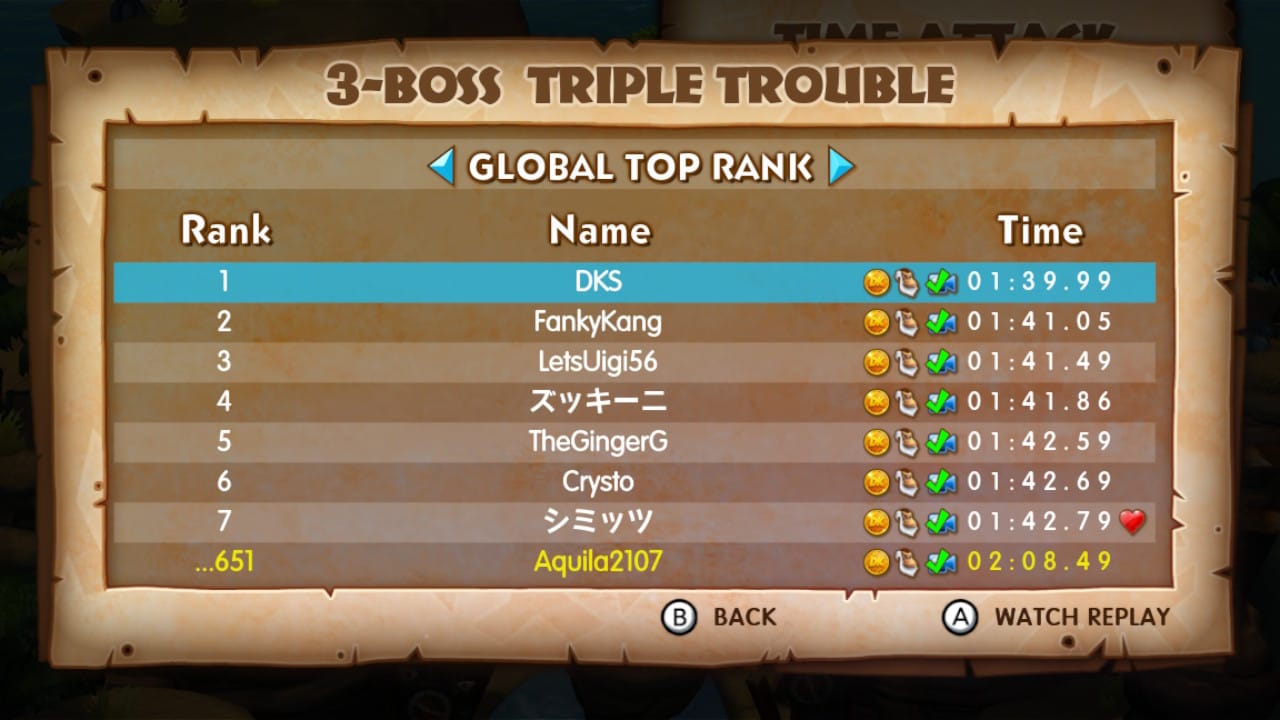 TIME ATTACK
3-BOSS TRIPLE TROUBLE
GLOBAL TOP RANK
Rank Name Time
1 DKS 01:39.99
2 FankyKang 01:41.05
3 LetsUigi56 01:41.49
4 ズッキーニ 01:41.86
5 TheGingerG 01:42.59
6 Crysto 01:42.69
7 シミッツ 01:42.79
...651 Aquila2107 02:08.49
B BACK A WATCH REPLAY